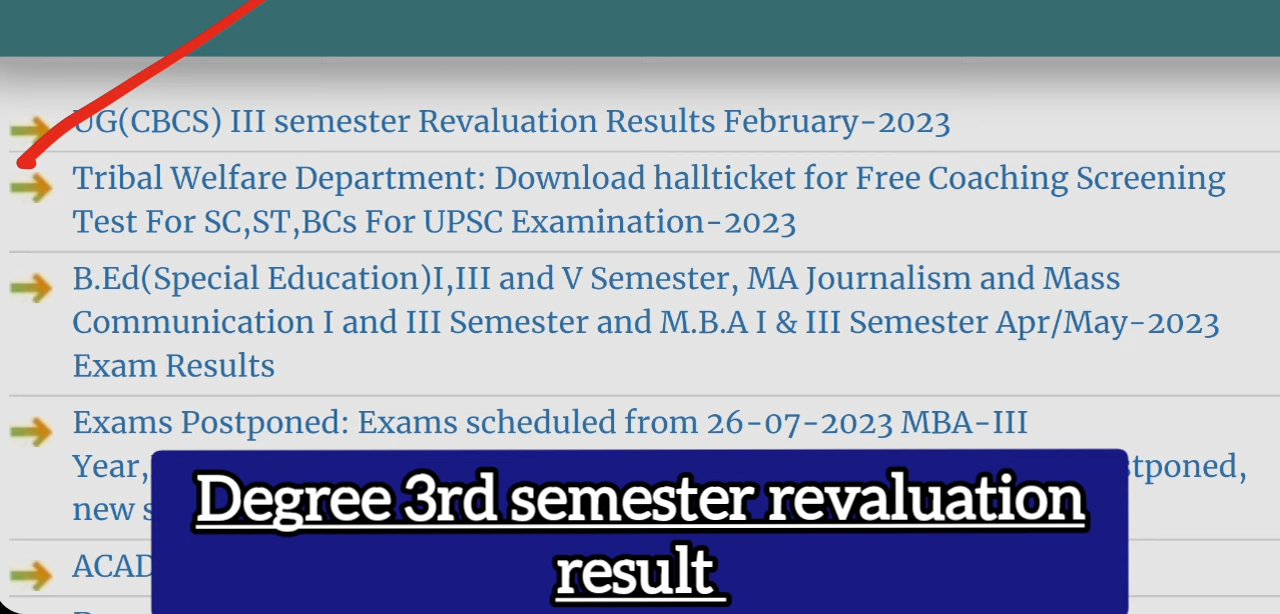 UG(CBCS) III semester Revaluation Results February-2023
Tribal Welfare Department: Download hallticket for Free Coaching Screening
Test For SC,ST,BCs For UPSC Examination-2023
B.Ed(Special Education)I,III and V Semester, MA Journalism and Mass
Communication I and III Semester and M.B.A I & III Semester Apr/May-2023
Exam Results
Exams Postponed: Exams scheduled from 26-07-2023 MBA-III
Year,
new
Degree 3rd semester revaluation
result